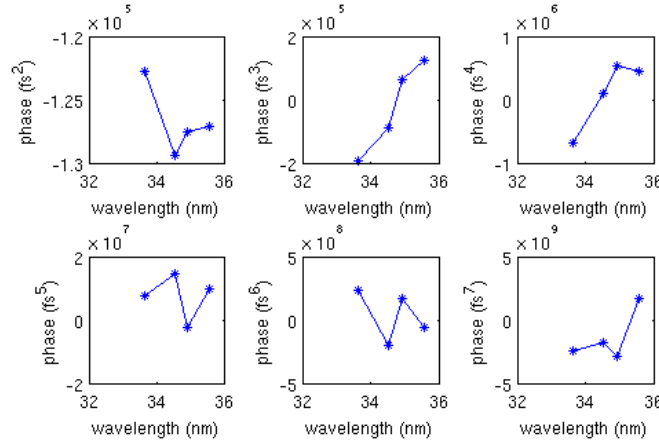 × 10^5
-1.2
-1.25
-1.3
phase (fs^2)
32 34 36
wavelength (nm)
× 10^5
2
0
-2
phase (fs^3)
32 34 36
wavelength (nm)
× 10^6
1
0
-1
phase (fs^4)
32 34 36
wavelength (nm)
× 10^7
2
0
-2
phase (fs^5)
32 34 36
wavelength (nm)
× 10^8
5
0
-5
phase (fs^6)
32 34 36
wavelength (nm)
× 10^9
5
0
-5
phase (fs^7)
32 34 36
wavelength (nm)